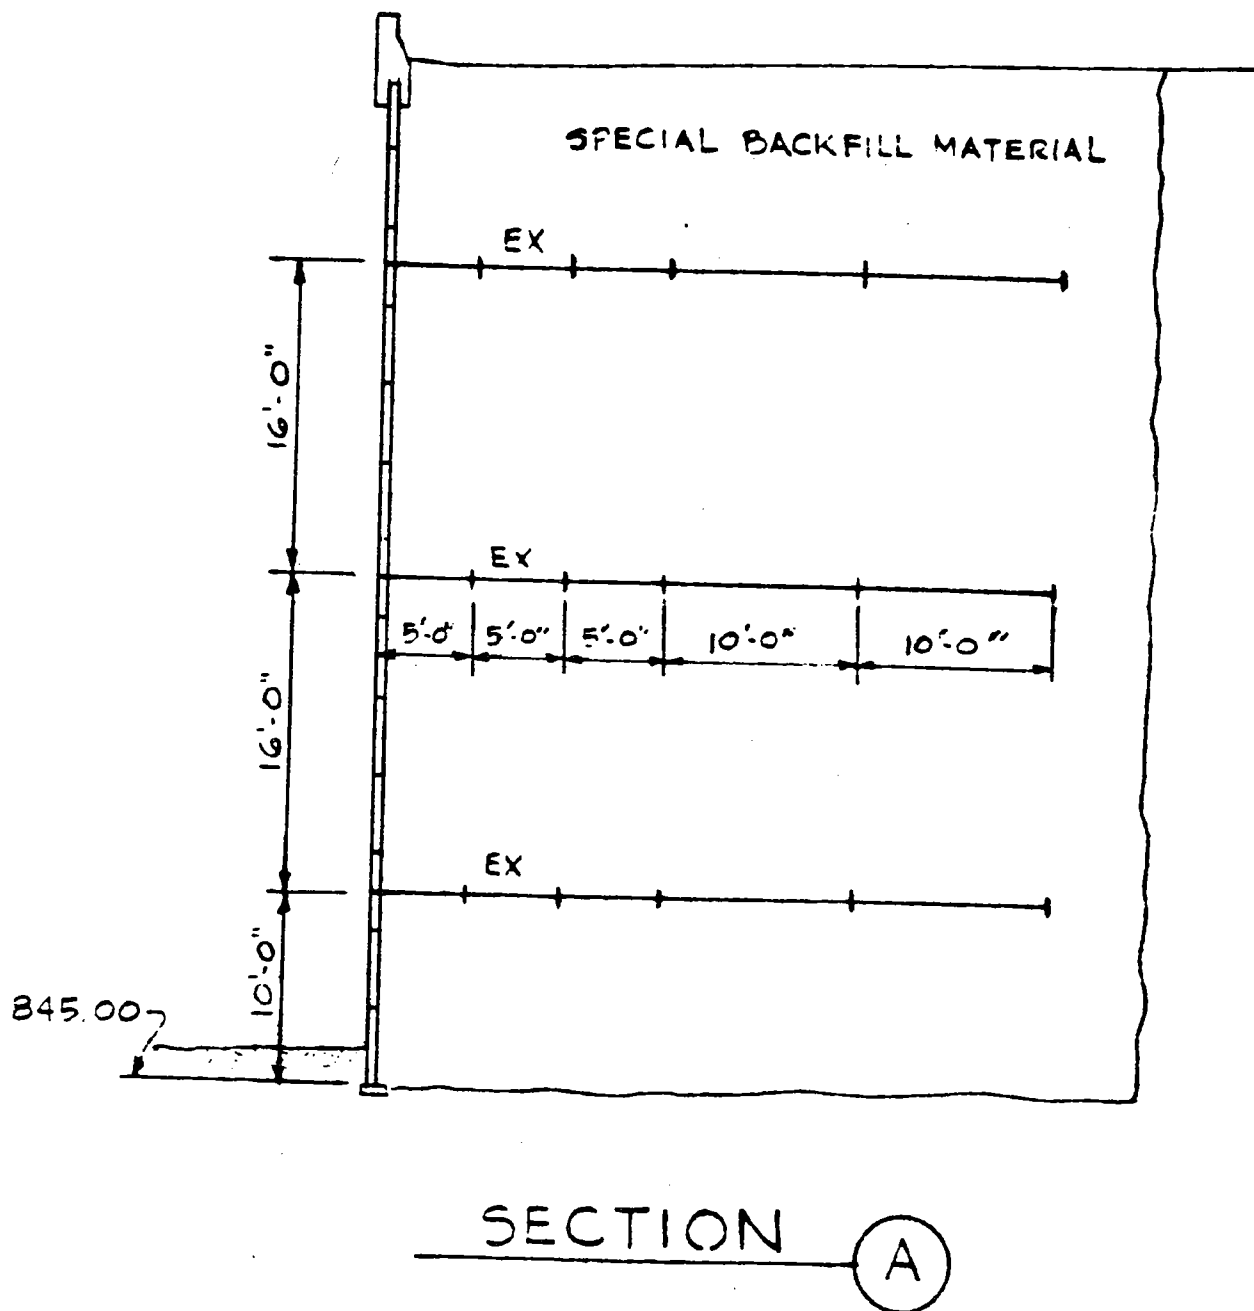 SPECIAL BACKFILL MATERIAL
EX
16'-0"
EX
5'-0" 5'-0" 5'-0" 10'-0" 10'-0"
16'-0"
EX
10'-0"
845.00
SECTION A